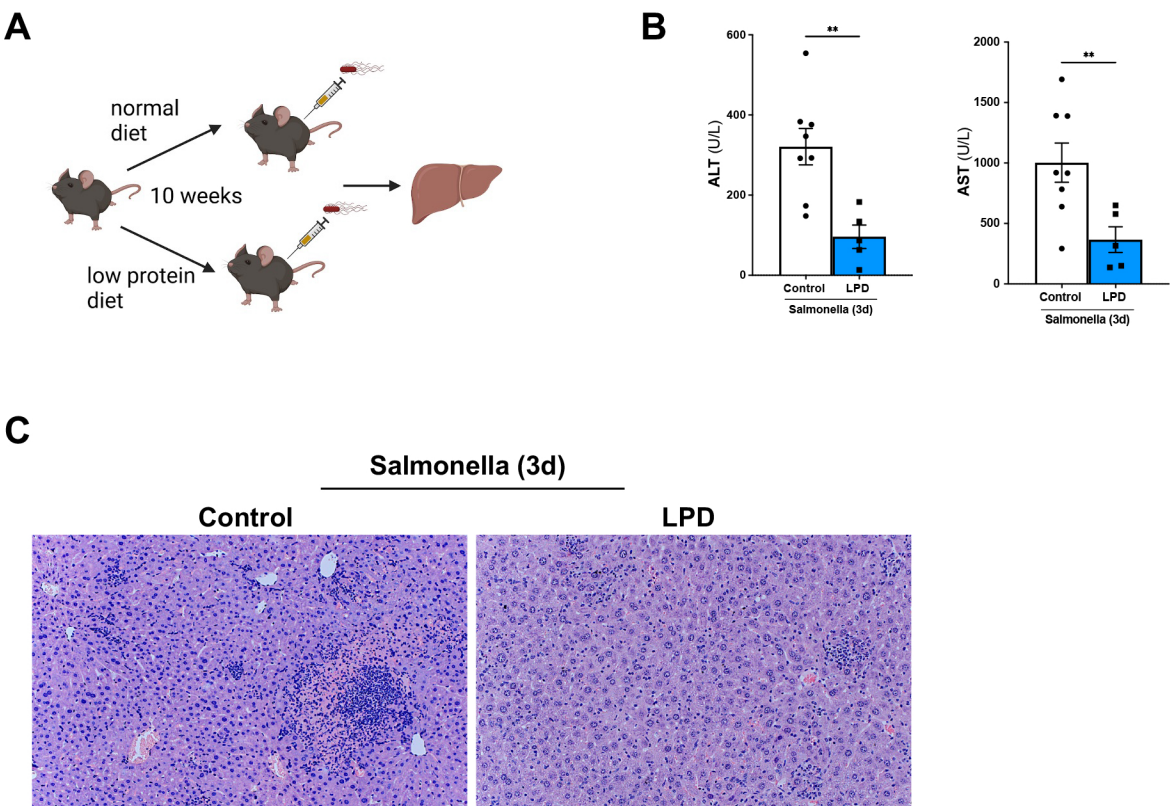 A
normal
diet
10 weeks
low protein
diet
B
**
600
400
200
0
ALT (U/L)
Control
LPD
Salmonella (3d)
**
2000
1500
1000
500
0
AST (U/L)
Control
LPD
Salmonella (3d)
C
Salmonella (3d)
Control
LPD